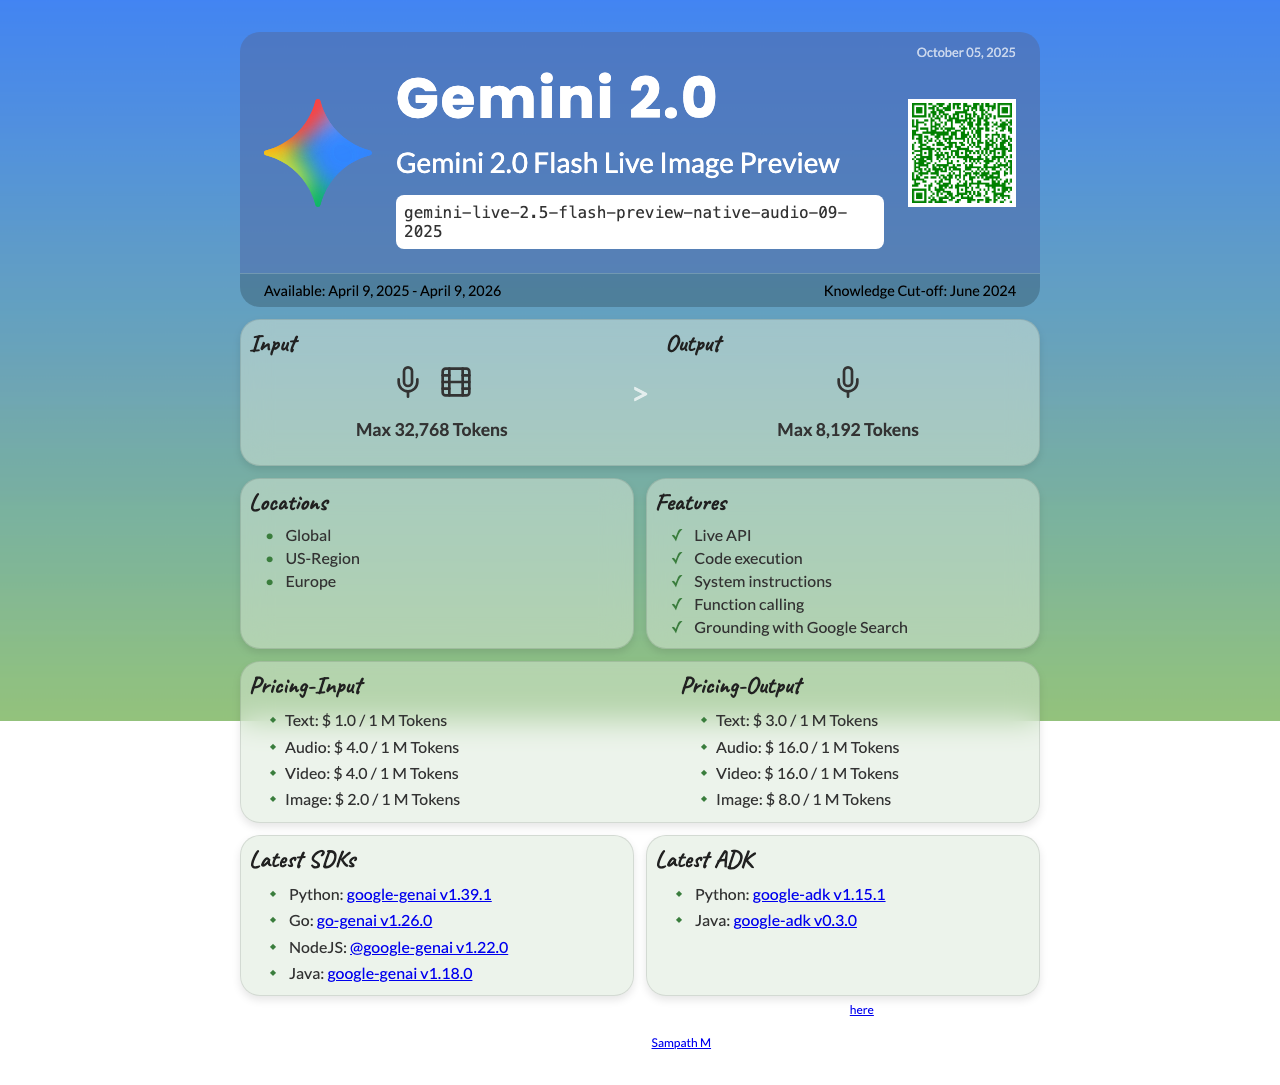 October 05, 2025
Gemini 2.0
Gemini 2.0 Flash Live Image Preview
gemini-live-2.5-flash-preview-native-audio-09-
2025
Available: April 9, 2025 - April 9, 2026
Knowledge Cut-off: June 2024
Input
Max 32,768 Tokens
>
Output
Max 8,192 Tokens
Locations
• Global
• US-Region
• Europe
Features
✓ Live API
✓ Code execution
✓ System instructions
✓ Function calling
✓ Grounding with Google Search
Pricing-Input
Text: $ 1.0 / 1 M Tokens
Audio: $ 4.0 / 1 M Tokens
Video: $ 4.0 / 1 M Tokens
Image: $ 2.0 / 1 M Tokens
Pricing-Output
Text: $ 3.0 / 1 M Tokens
Audio: $ 16.0 / 1 M Tokens
Video: $ 16.0 / 1 M Tokens
Image: $ 8.0 / 1 M Tokens
Latest SDKs
Python: google-genai v1.39.1
Go: go-genai v1.26.0
NodeJS: @google-genai v1.22.0
Java: google-genai v1.18.0
Latest ADK
Python: google-adk v1.15.1
Java: google-adk v0.3.0
here
Sampath M